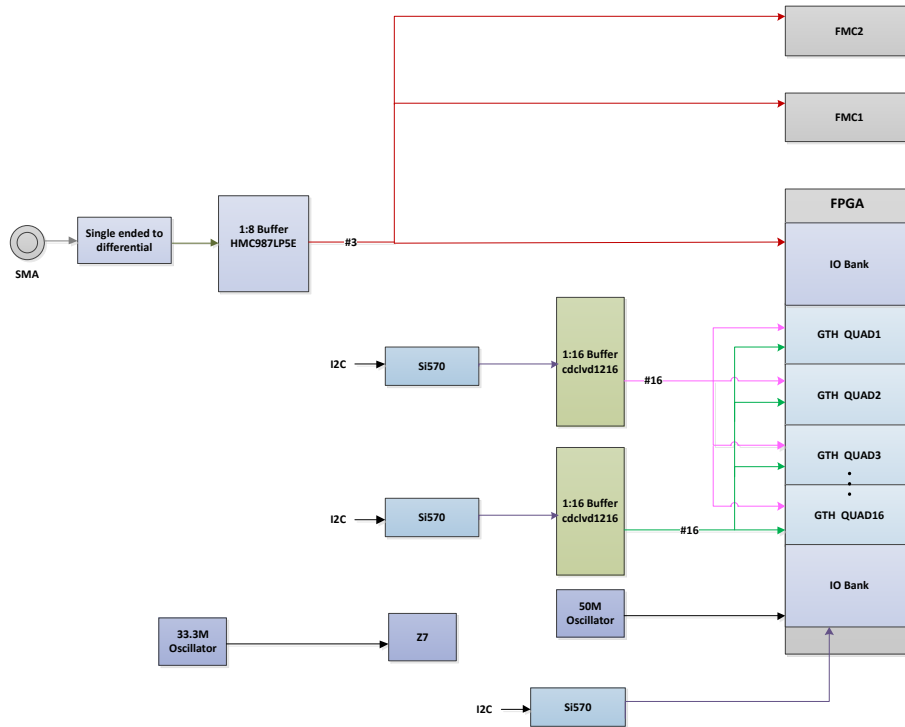 FMC2
FMC1
FPGA
Single ended to
differential
1:8 Buffer
HMC987LP5E
#3
SMA
IO Bank
GTH QUAD1
1:16 Buffer
cdclvd1216
I2C
Si570
#16
GTH QUAD2
GTH QUAD3
1:16 Buffer
cdclvd1216
I2C
Si570
#16
GTH QUAD16
IO Bank
50M
Oscillator
33.3M
Oscillator
Z7
I2C
Si570